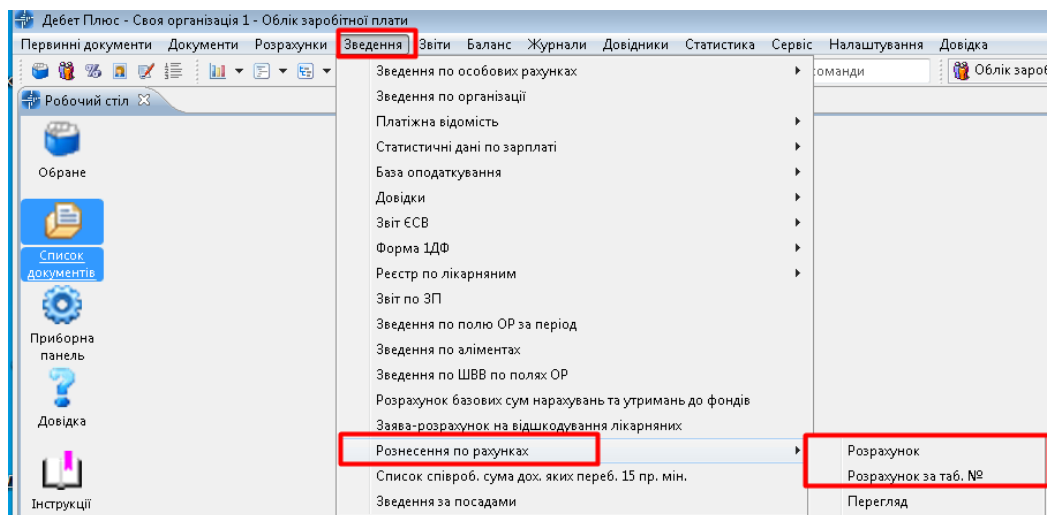 Дебет Плюс - Своя організація 1 - Облік заробітної плати
Первинні документи Документи Розрахунки Зведення Звіти Баланс Журнали Довідники Статистика Сервіс Налаштування Довідка
команди Облік зароб
Робочий стіл
Обране
Список
документів
Приборна
панель
Довідка
Інструкції
Зведення по особових рахунках
Зведення по організації
Платіжна відомість
Статистичні дані по зарплаті
База оподаткування
Довідки
Звіт ЄСВ
Форма 1ДФ
Реєстр по лікарняним
Звіт по ЗП
Зведення по полю ОР за період
Зведення по аліментах
Зведення по ШВВ по полях ОР
Розрахунок базових сум нарахувань та утримань до фондів
Заява-розрахунок на відшкодування лікарняних
Рознесення по рахунках
Список співроб. сума дох. яких переб. 15 пр. мін.
Зведення за посадами
Розрахунок
Розрахунок за таб. №
Перегляд